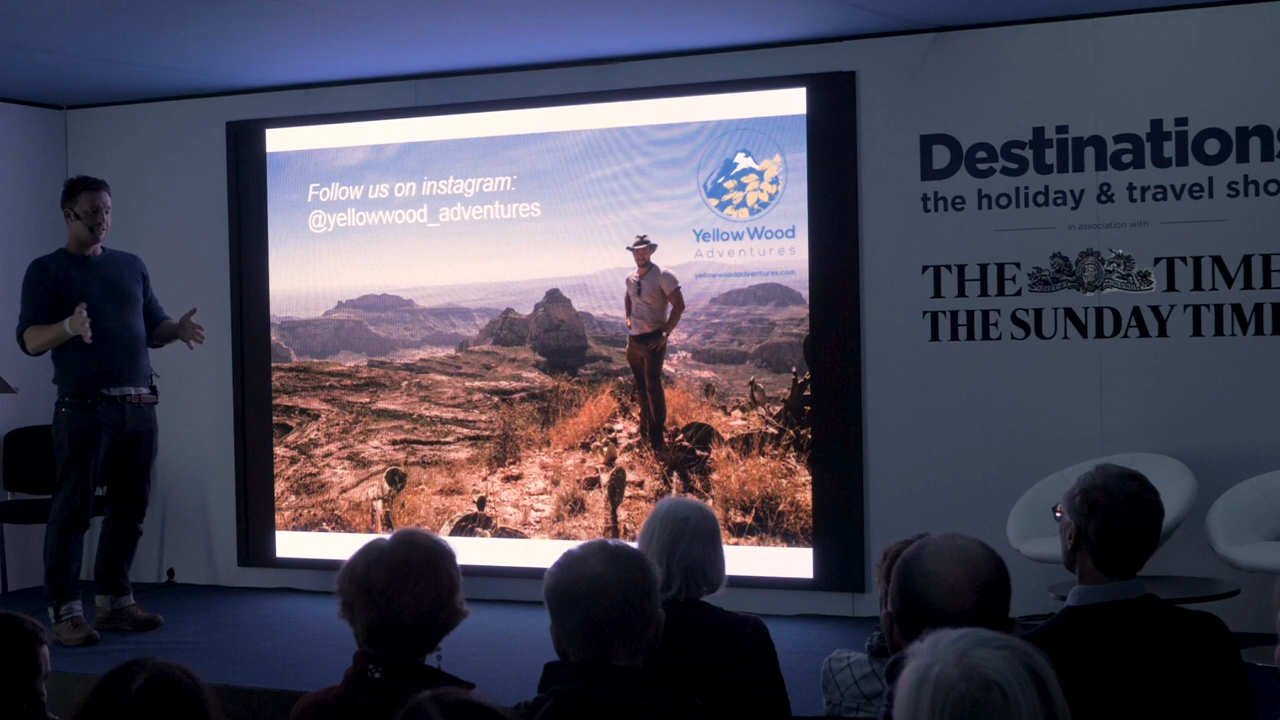 Follow us on instagram:
@yellowwood_adventures
Yellow Wood
Adventures
yellowwoodadventures.com
Destinations
the holiday & travel sho
in association with
THE TIME
THE SUNDAY TIM